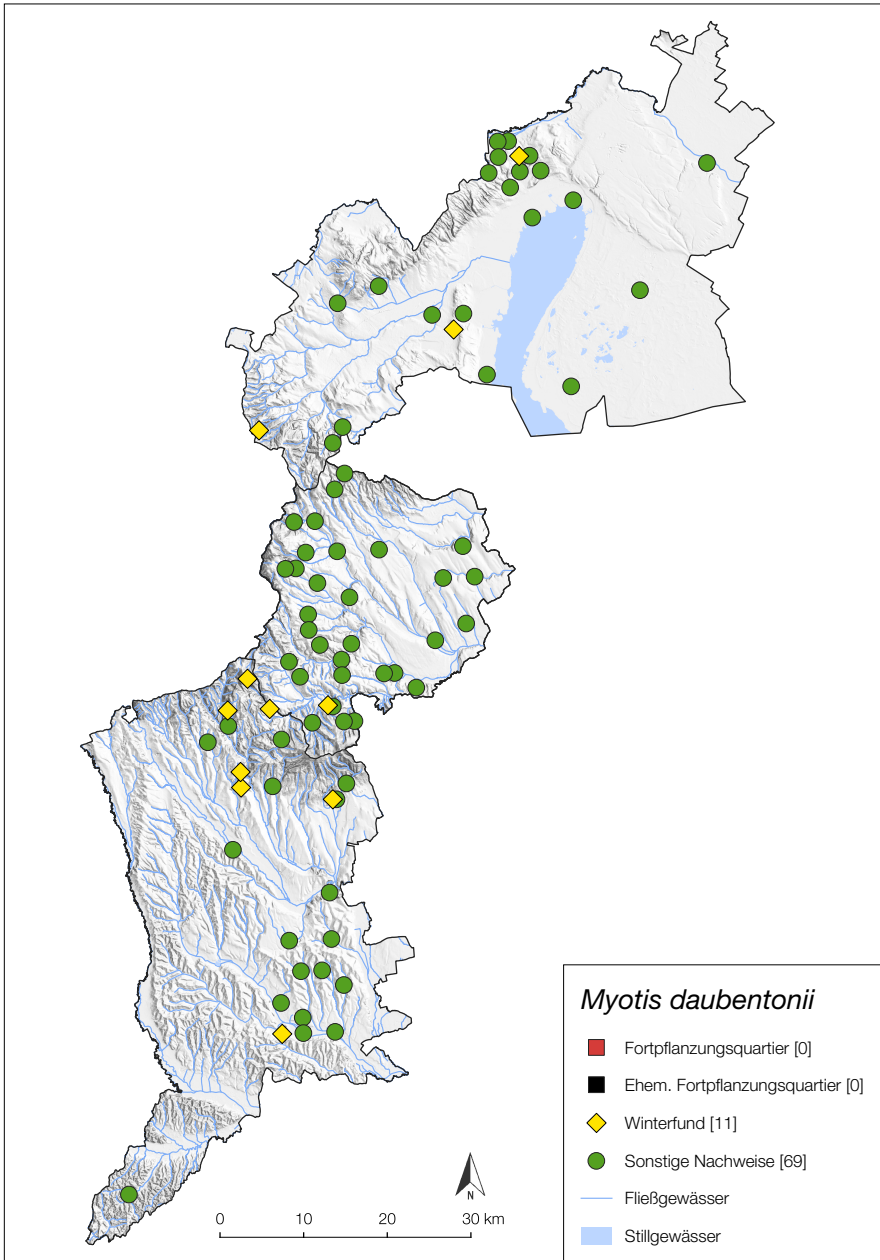 Myotis daubentonii
Fortpflanzungsquartier [0]
Ehem. Fortpflanzungsquartier [0]
Winterfund [11]
Sonstige Nachweise [69]
Fließgewässer
Stillgewässer
N
0 10 20 30 km